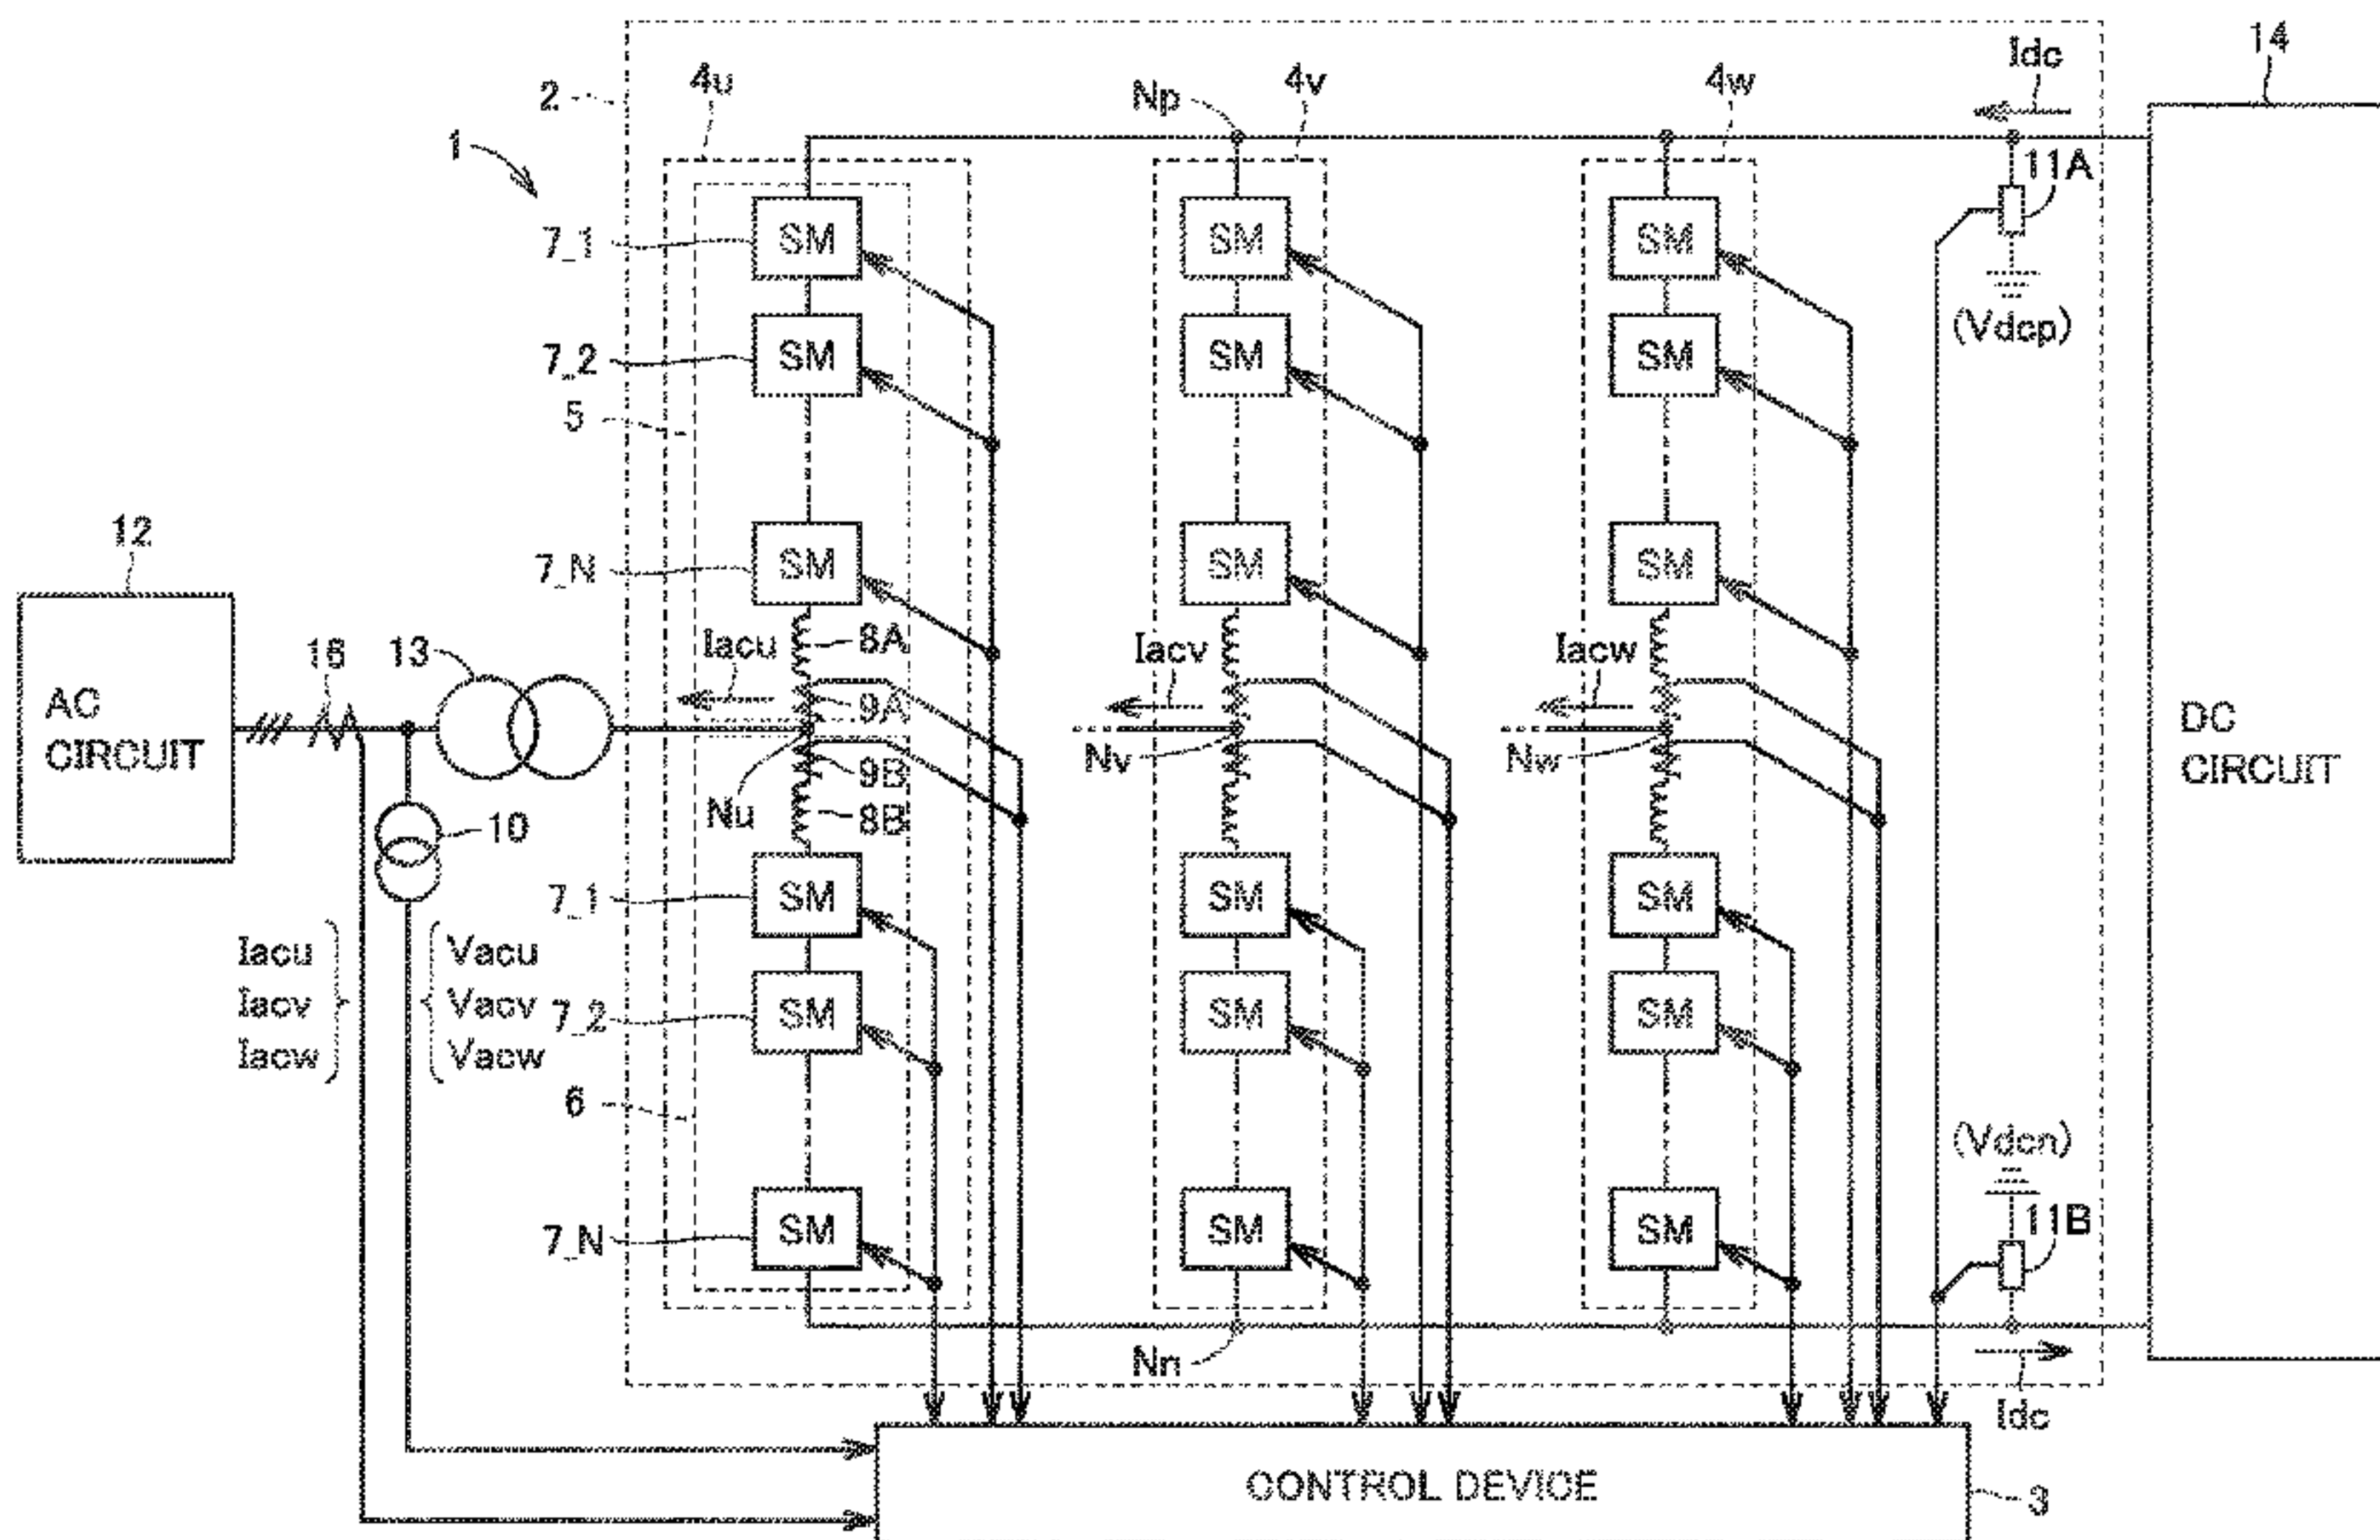 14
Idc
2
4u
Np
4v
4w
1
11A
7_1
SM
SM
SM
(Vdcp)
7_2
SM
SM
SM
5
12
7_N
SM
SM
SM
16
13
Iacu
8A
Iacv
Iacw
AC
CIRCUIT
9A
DC
CIRCUIT
Nv
Nw
9B
Nu
8B
10
7_1
SM
SM
SM
Iacu
Iacv
Iacw
Vacu
Vacv
Vacw
7_2
SM
SM
SM
6
(Vdcn)
11B
7_N
SM
SM
SM
Nn
Idc
CONTROL DEVICE
3